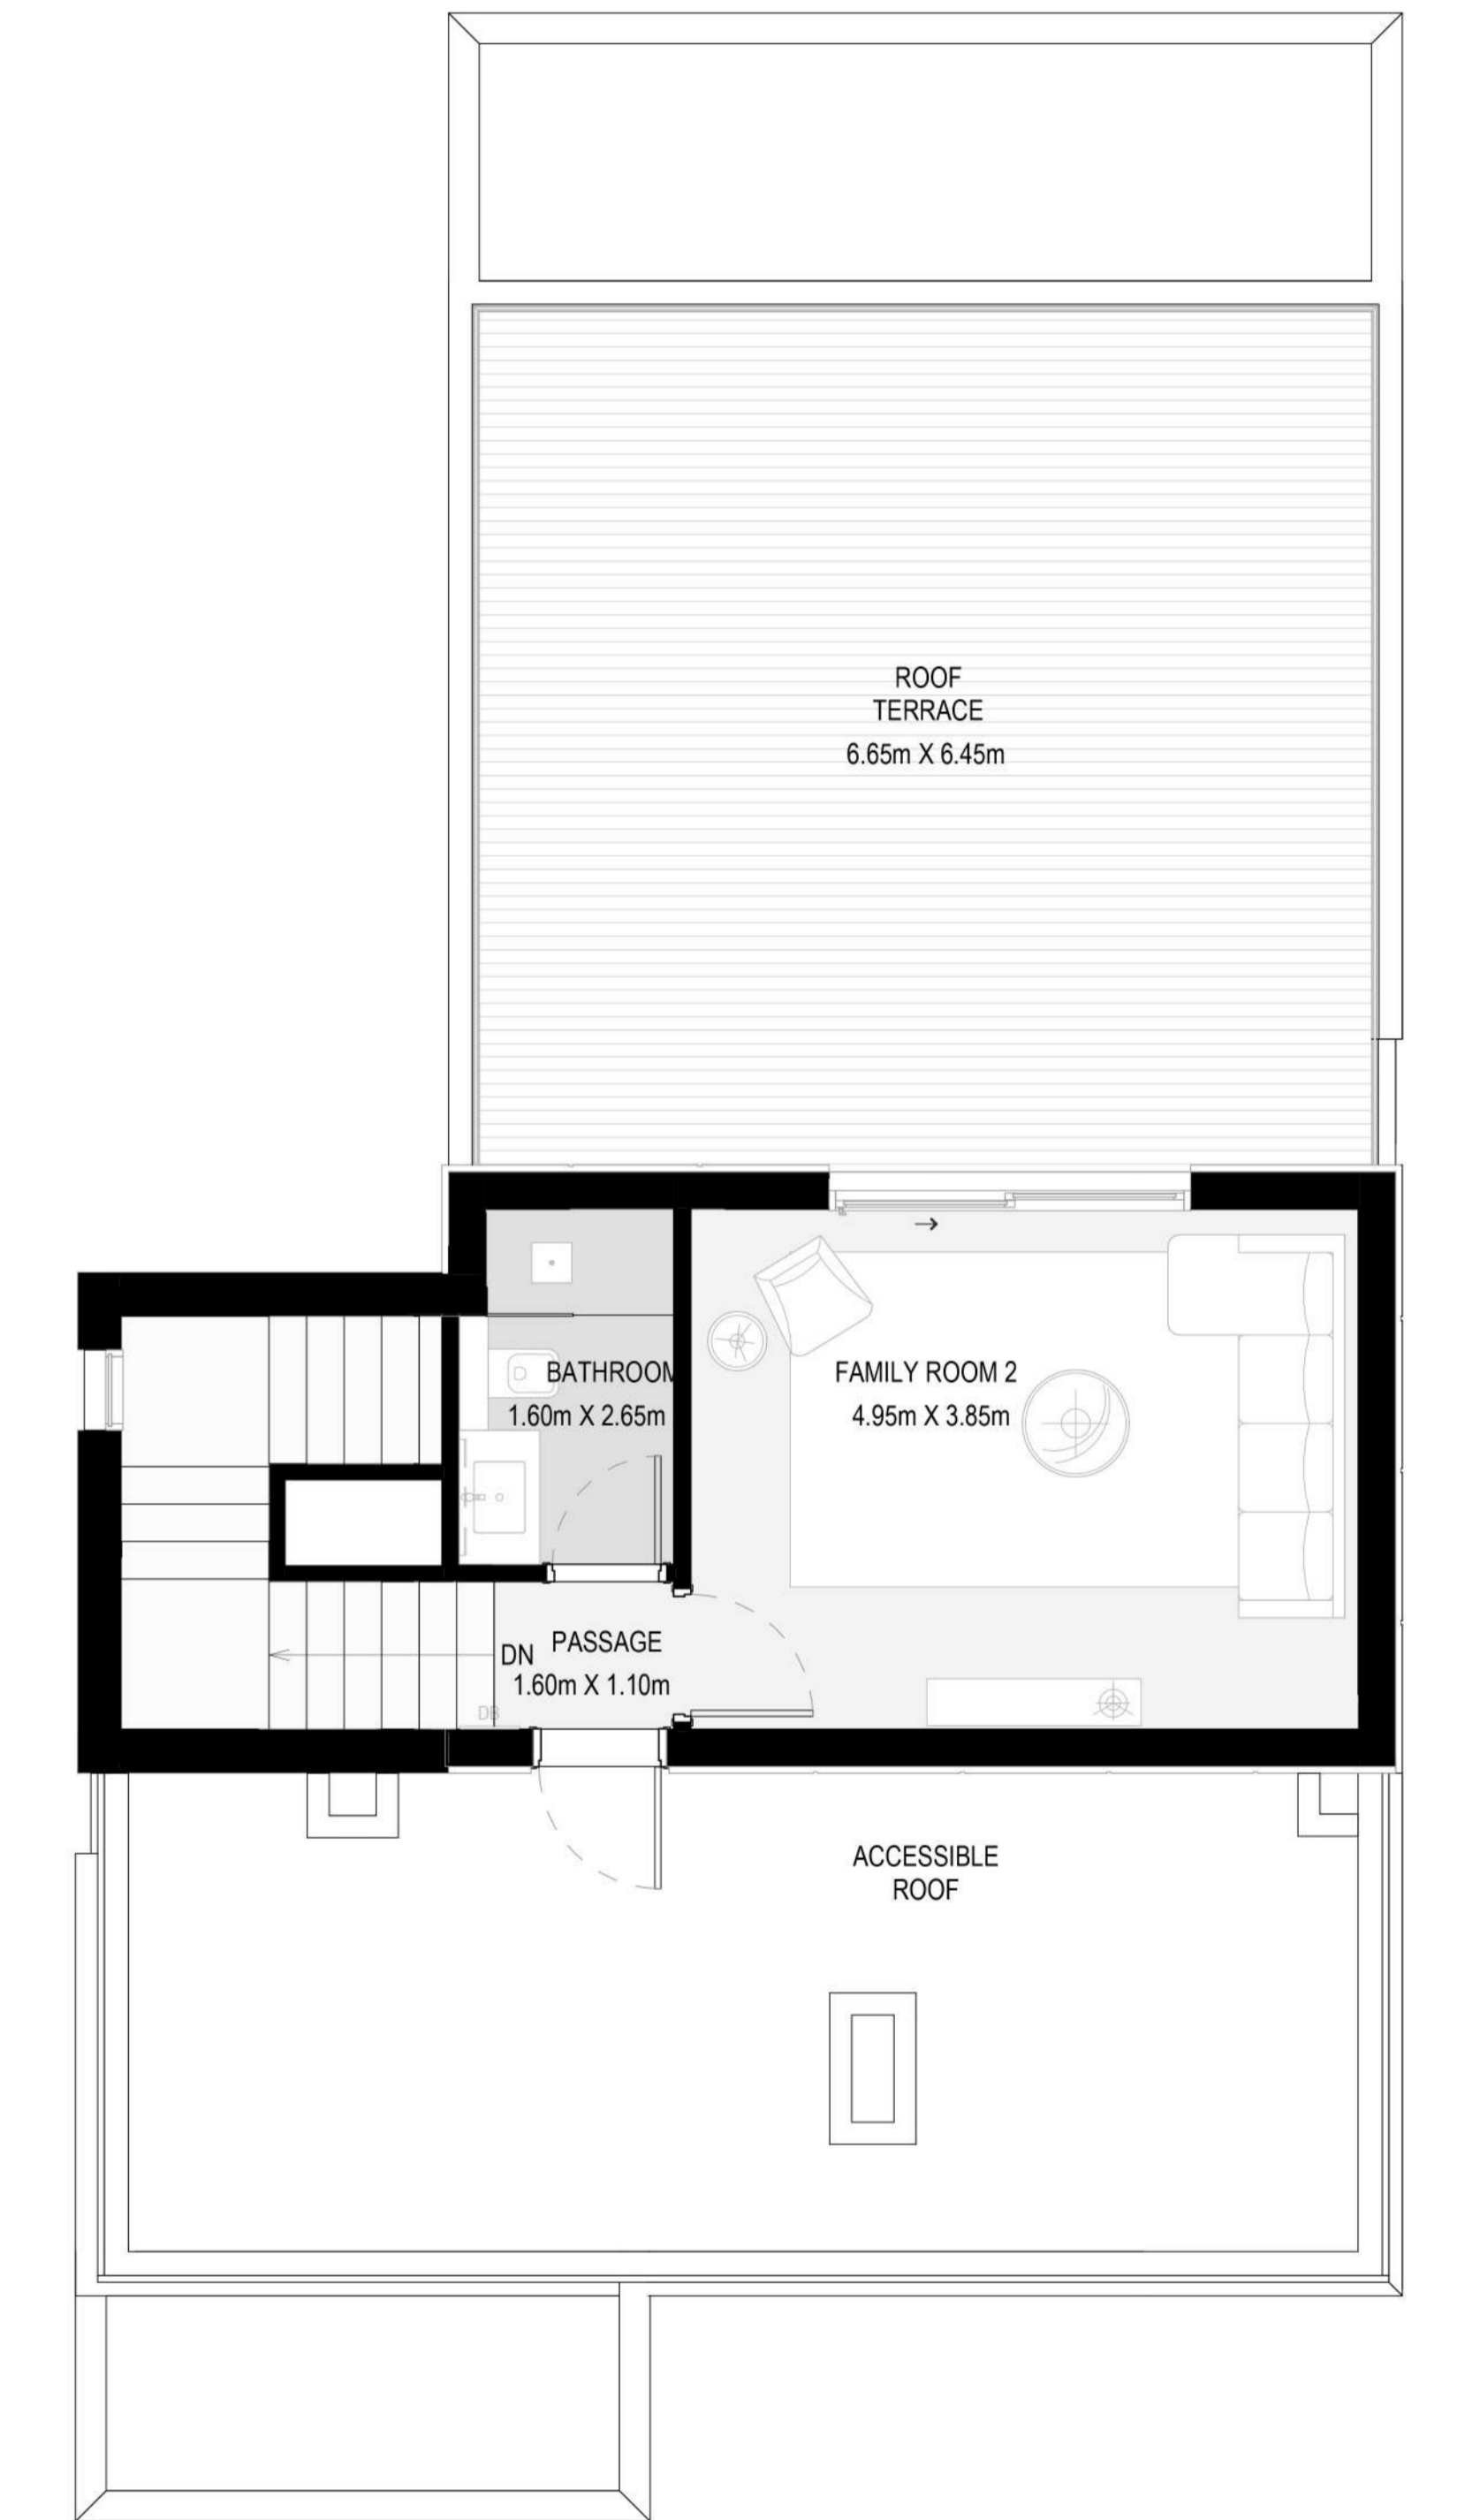 ROOF
TERRACE
6.65m X 6.45m
BATHROOM
1.60m X 2.65m
FAMILY ROOM 2
4.95m X 3.85m
DN
PASSAGE
1.60m X 1.10m
DB
ACCESSIBLE
ROOF